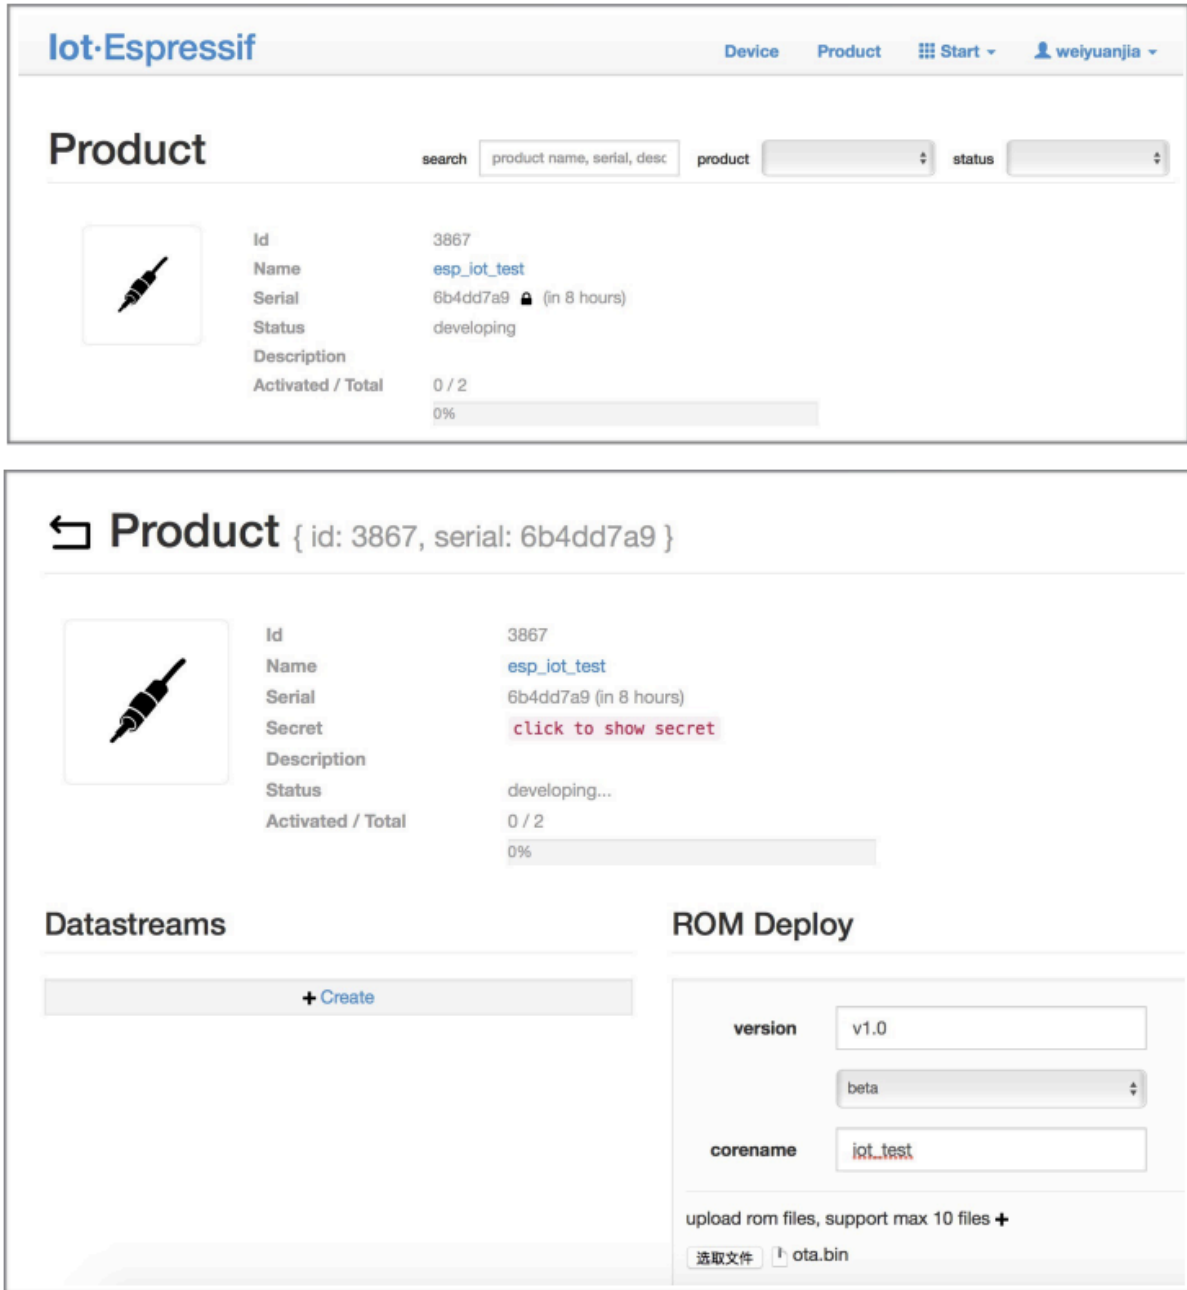 Iot·Espressif
Device Product Start weiyuanjia
Product
search product name, serial, desc product status
Id 3867
Name esp_iot_test
Serial 6b4dd7a9 (in 8 hours)
Status developing
Description
Activated / Total 0 / 2
0%
Product { id: 3867, serial: 6b4dd7a9 }
Id 3867
Name esp_iot_test
Serial 6b4dd7a9 (in 8 hours)
Secret click to show secret
Description
Status developing...
Activated / Total 0 / 2
0%
Datastreams
+ Create
ROM Deploy
version v1.0
beta
corename iot_test
upload rom files, support max 10 files +
选取文件 ota.bin